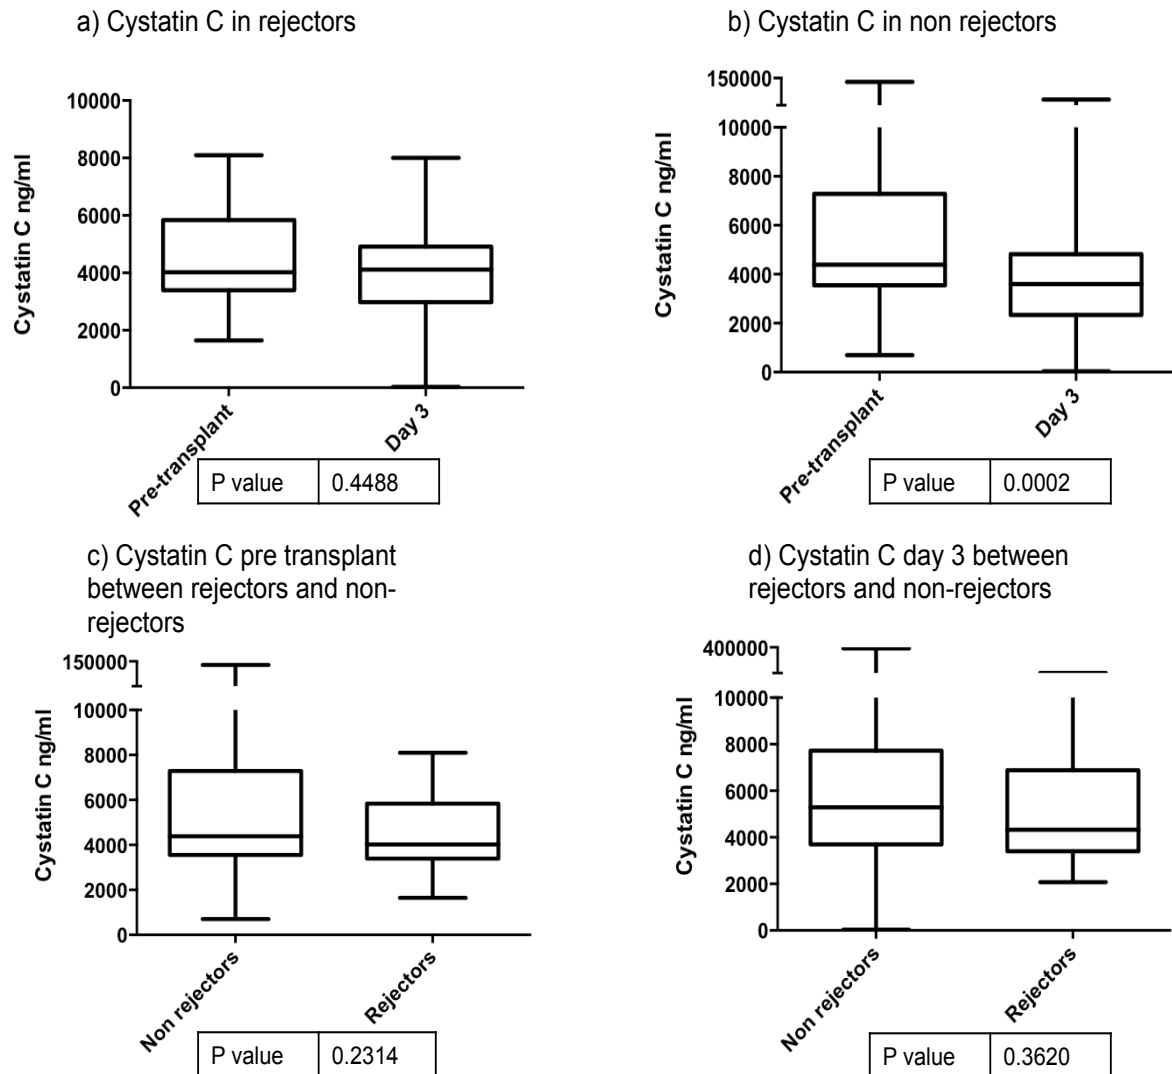 a) Cystatin C in rejectors
Cystatin C ng/ml
10000
8000
6000
4000
2000
0
Pre-transplant
Day 3
P value 0.4488
b) Cystatin C in non rejectors
Cystatin C ng/ml
150000
10000
8000
6000
4000
2000
0
Pre-transplant
Day 3
P value 0.0002
c) Cystatin C pre transplant
between rejectors and non-
rejectors
Cystatin C ng/ml
150000
10000
8000
6000
4000
2000
0
Non rejectors
Rejectors
P value 0.2314
d) Cystatin C day 3 between
rejectors and non-rejectors
Cystatin C ng/ml
400000
10000
8000
6000
4000
2000
0
Non rejectors
Rejectors
P value 0.3620